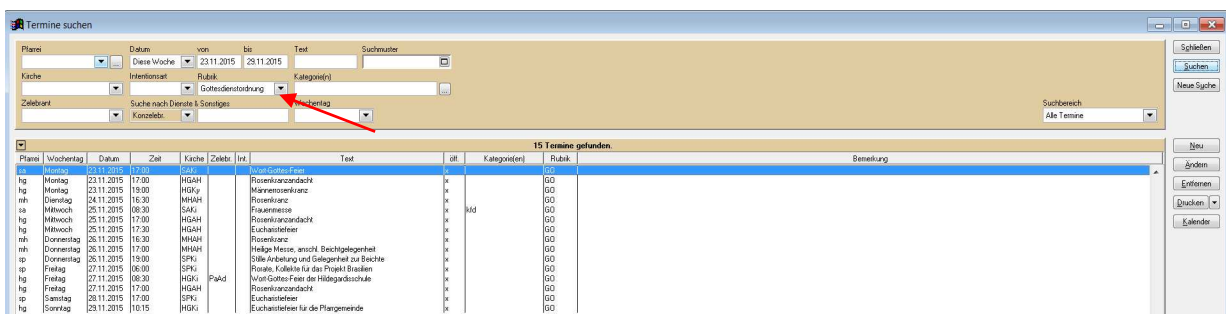 Termine suchen
Pfarrei Datum von bis Text Suchmuster
Diese Woche 23.11.2015 29.11.2015
Kirche Intentionsart Rubrik Kategorie(n)
Gottesdienstordnung
Zelebrant Suche nach Dienste & Sonstiges Wochentag Suchbereich
Konzelebr. Alle Termine
Schließen
Suchen
Neue Suche
15 Termine gefunden.
Pfarrei Wochentag Datum Zeit Kirche Zelebr. Int. Text öff. Kategorie(en) Rubrik Bemerkung
sa Montag 23.11.2015 17:00 SAKi Wort-Gottes-Feier x GO
hg Montag 23.11.2015 17:00 HGAH Rosenkranzandacht x GO
hg Montag 23.11.2015 19:00 HGKy Männerrosenkranz x GO
mh Dienstag 24.11.2015 16:30 MHAH Rosenkranz x GO
sa Mittwoch 25.11.2015 08:30 SAKi Frauenmesse x kfd GO
hg Mittwoch 25.11.2015 17:00 HGAH Rosenkranzandacht x GO
hg Mittwoch 25.11.2015 17:30 HGAH Eucharistiefeier x GO
mh Donnerstag 26.11.2015 16:30 MHAH Rosenkranz x GO
mh Donnerstag 26.11.2015 17:00 MHAH Heilige Messe, anschl. Beichtgelegenheit x GO
sp Donnerstag 26.11.2015 19:00 SPKi Stille Anbetung und Gelegenheit zur Beichte x GO
sp Freitag 27.11.2015 06:00 SPKi Rorate, Kollekte für das Projekt Brasilien x GO
hg Freitag 27.11.2015 08:30 HGKi PaAd Wort-Gottes-Feier der Hildegardisschule x GO
hg Freitag 27.11.2015 17:00 HGAH Rosenkranzandacht x GO
sp Samstag 28.11.2015 17:00 SPKi Eucharistiefeier x GO
hg Sonntag 29.11.2015 10:15 HGKi Eucharistiefeier für die Pfarrgemeinde x GO
Neu
Ändern
Entfernen
Drucken
Kalender